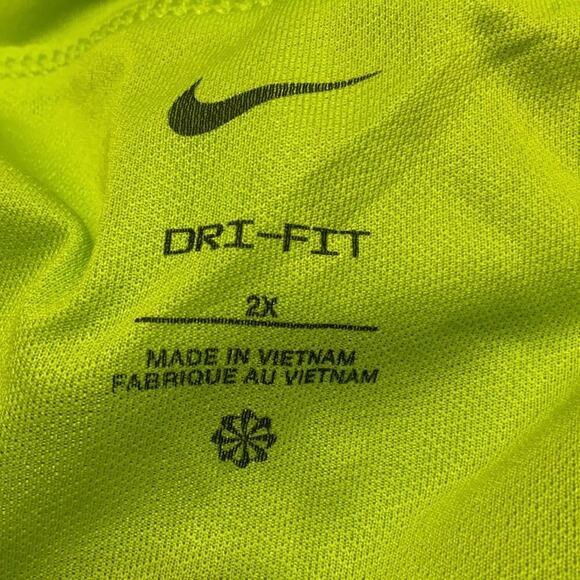 DRI-FIT
2X
MADE IN VIETNAM
FABRIQUE AU VIETNAM